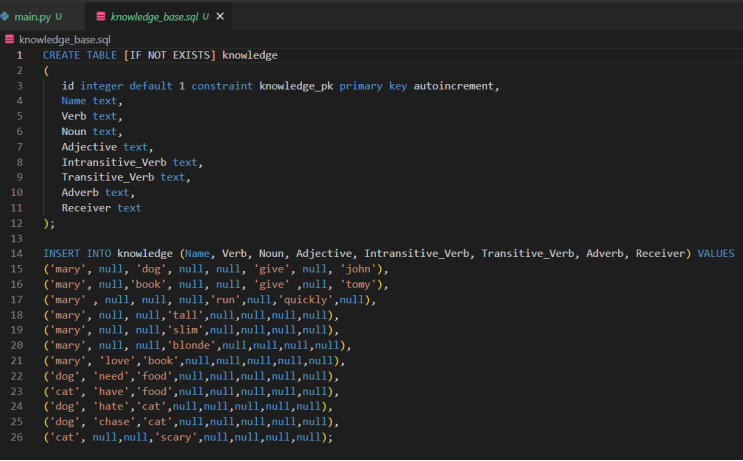 main.py U knowledge_base.sql U
knowledge_base.sql
1 CREATE TABLE [IF NOT EXISTS] knowledge
2 (
3 id integer default 1 constraint knowledge_pk primary key autoincrement,
4 Name text,
5 Verb text,
6 Noun text,
7 Adjective text,
8 Intransitive_Verb text,
9 Transitive_Verb text,
10 Adverb text,
11 Receiver text
12 );
13
14 INSERT INTO knowledge (Name, Verb, Noun, Adjective, Intransitive_Verb, Transitive_Verb, Adverb, Receiver) VALUES
15 ('mary', null, 'dog', null, null, 'give', null, 'john'),
16 ('mary', null,'book', null, null, 'give' ,null, 'tomy'),
17 ('mary' , null, null, null,'run',null,'quickly',null),
18 ('mary', null, null,'tall',null,null,null,null),
19 ('mary', null, null,'slim',null,null,null,null),
20 ('mary', null, null,'blonde',null,null,null,null),
21 ('mary', 'love','book',null,null,null,null,null),
22 ('dog', 'need','food',null,null,null,null,null),
23 ('cat', 'have','food',null,null,null,null,null),
24 ('dog', 'hate','cat',null,null,null,null,null),
25 ('dog', 'chase','cat',null,null,null,null,null),
26 ('cat', null,null,'scary',null,null,null,null);